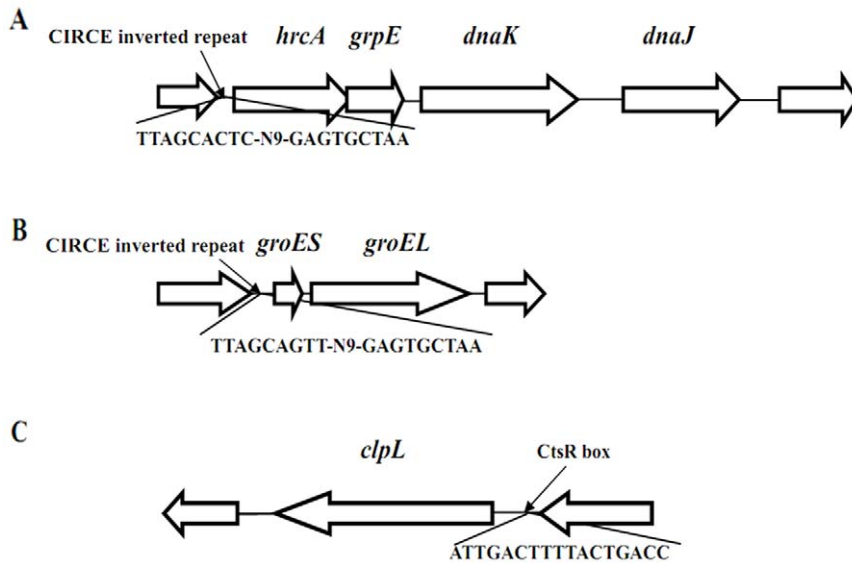 A
CIRCE inverted repeat hrcA grpE dnaK dnaJ
TTAGCACTC-N9-GAGTGCTAA
B
CIRCE inverted repeat groES groEL
TTAGCAGTT-N9-GAGTGCTAA
C
clpL CtsR box
ATTGACTTTTACTGACC